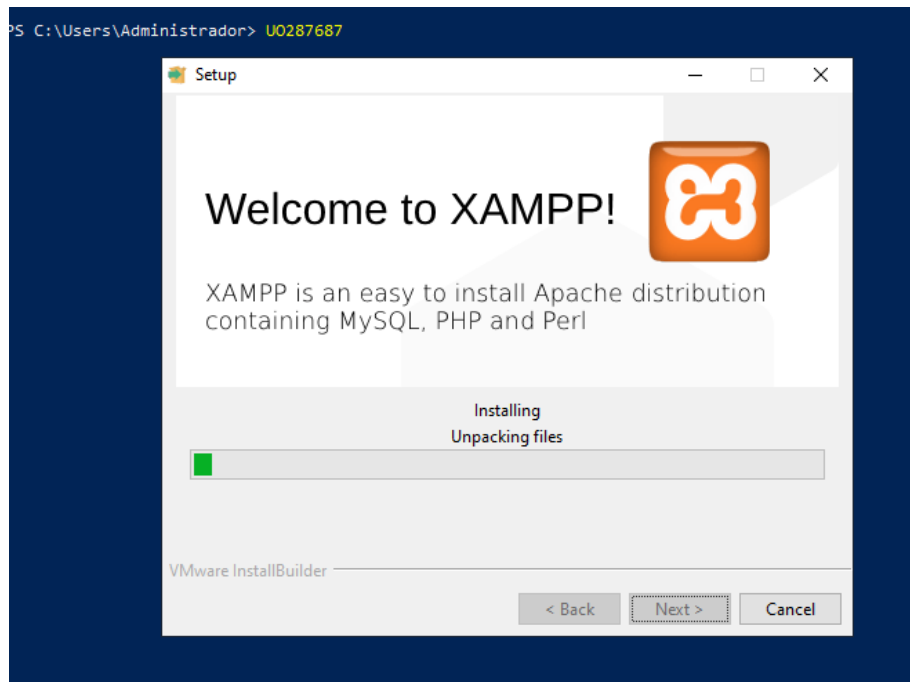 PS C:\Users\Administrador> UO287687
Setup
Welcome to XAMPP!
XAMPP is an easy to install Apache distribution
containing MySQL, PHP and Perl
Installing
Unpacking files
VMware InstallBuilder
< Back
Next >
Cancel